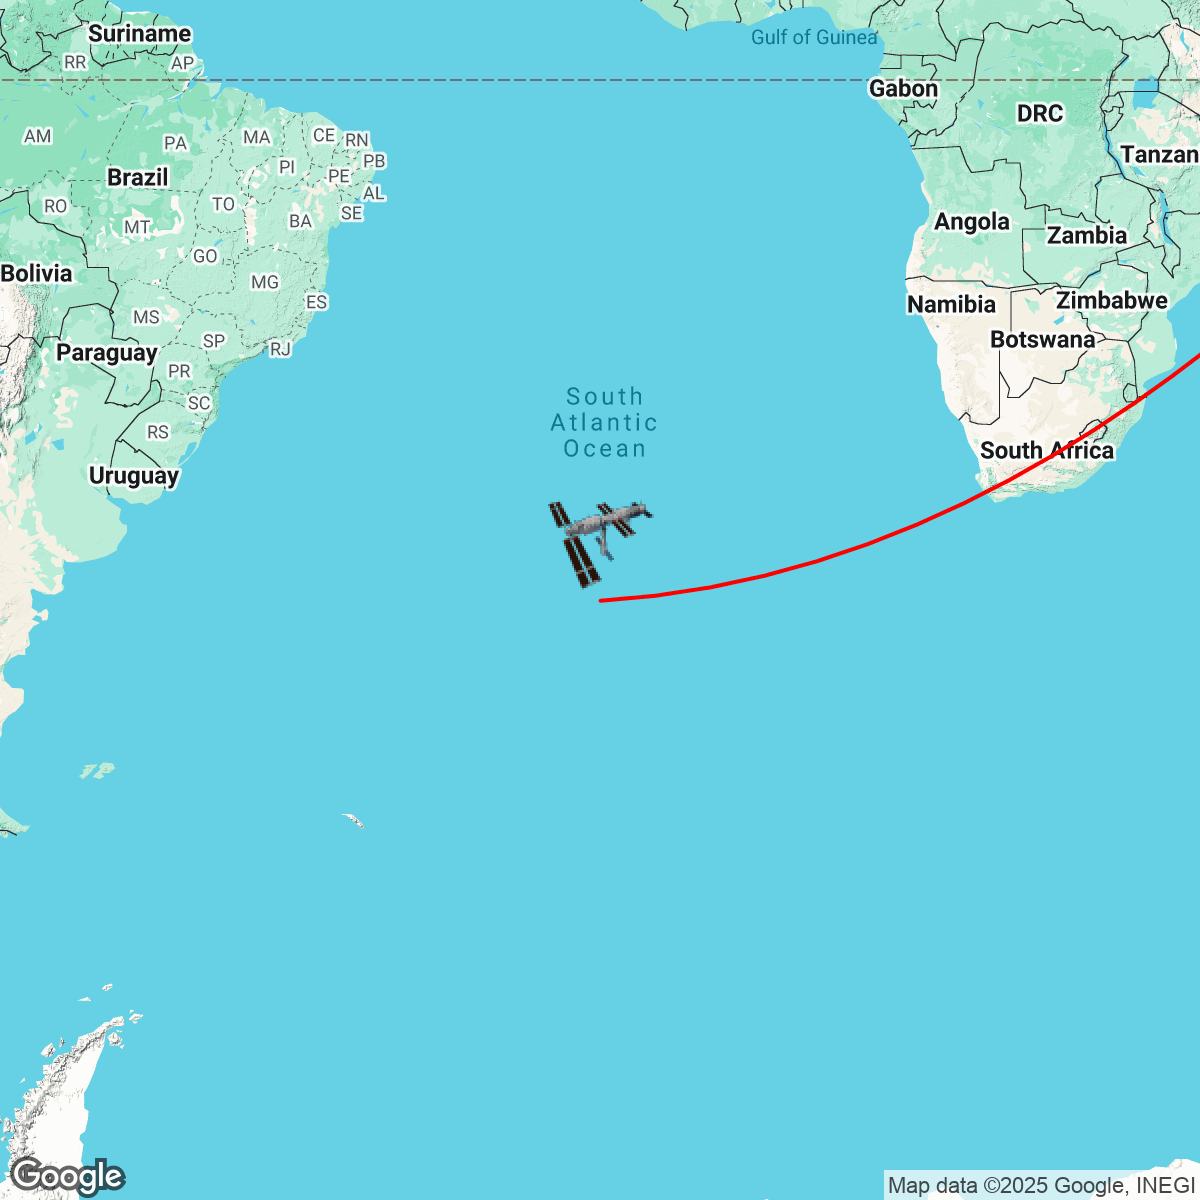 Suriname
Gulf of Guinea
RR
AP
Gabon
DRC
AM
PA
MA
CE
RN
Tanzan
PI
PB
Brazil
PE
AL
RO
TO
SE
MT
BA
Angola
Zambia
GO
Bolivia
MG
ES
Namibia
Zimbabwe
MS
SP
RJ
Botswana
Paraguay
PR
SC
South
Atlantic
Ocean
RS
South Africa
Uruguay
Google
Map data ©2025 Google, INEGI